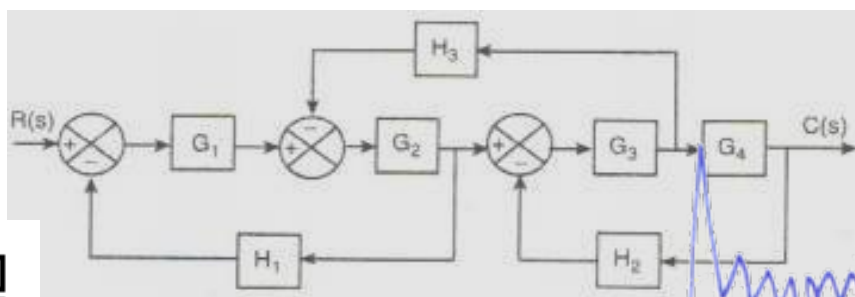 H₃
R(s) + − G₁ + − G₂ + − G₃ G₄ C(s)
H₁ H₂